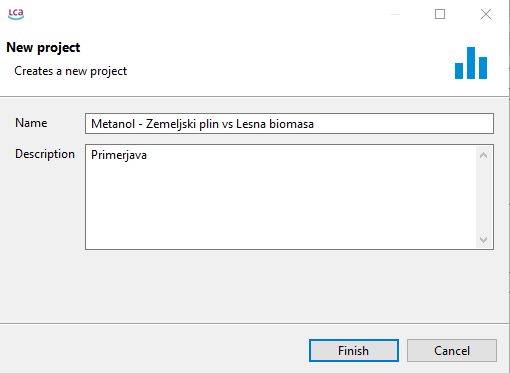 LCA
New project
Creates a new project
Name
Metanol - Zemeljski plin vs Lesna biomasa
Description
Primerjava
Finish
Cancel